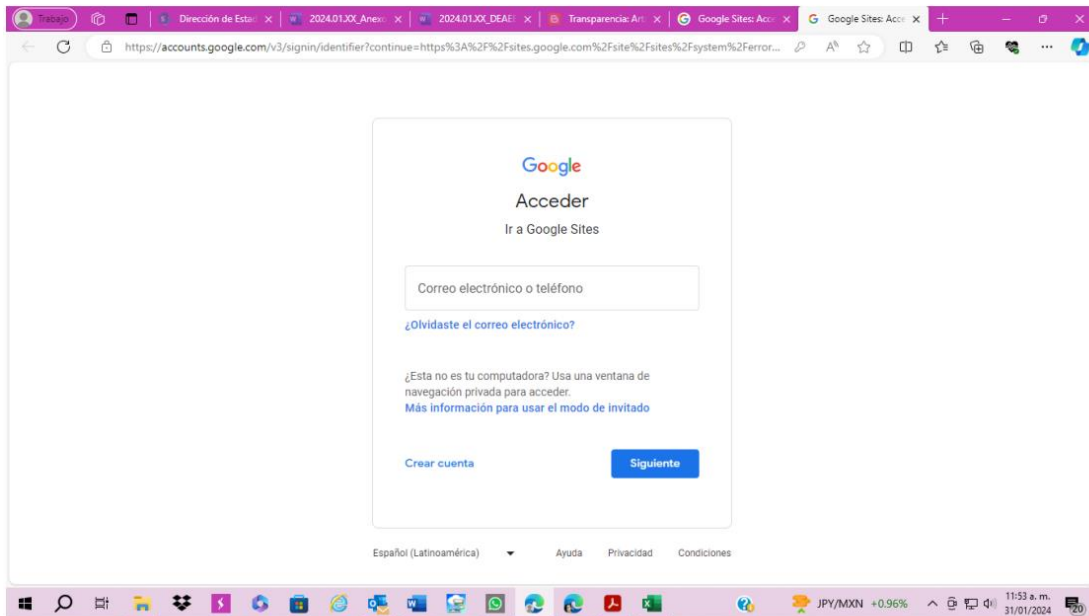 Trabajo
Dirección de Estad
2024.01.XX_Anexo
2024.01.XX_DEAEI
Transparencia: Art
Google Sites: Acce
Google Sites: Acce
https://accounts.google.com/v3/signin/identifier?continue=https%3A%2F%2Fsites.google.com%2Fsite%2Fsites%2Fsystem%2Ferror...
Google
Acceder
Ir a Google Sites
Correo electrónico o teléfono
¿Olvidaste el correo electrónico?
¿Esta no es tu computadora? Usa una ventana de
navegación privada para acceder.
Más información para usar el modo de invitado
Crear cuenta
Siguiente
Español (Latinoamérica)
Ayuda
Privacidad
Condiciones
JPY/MXN +0.96%
11:53 a. m.
31/01/2024